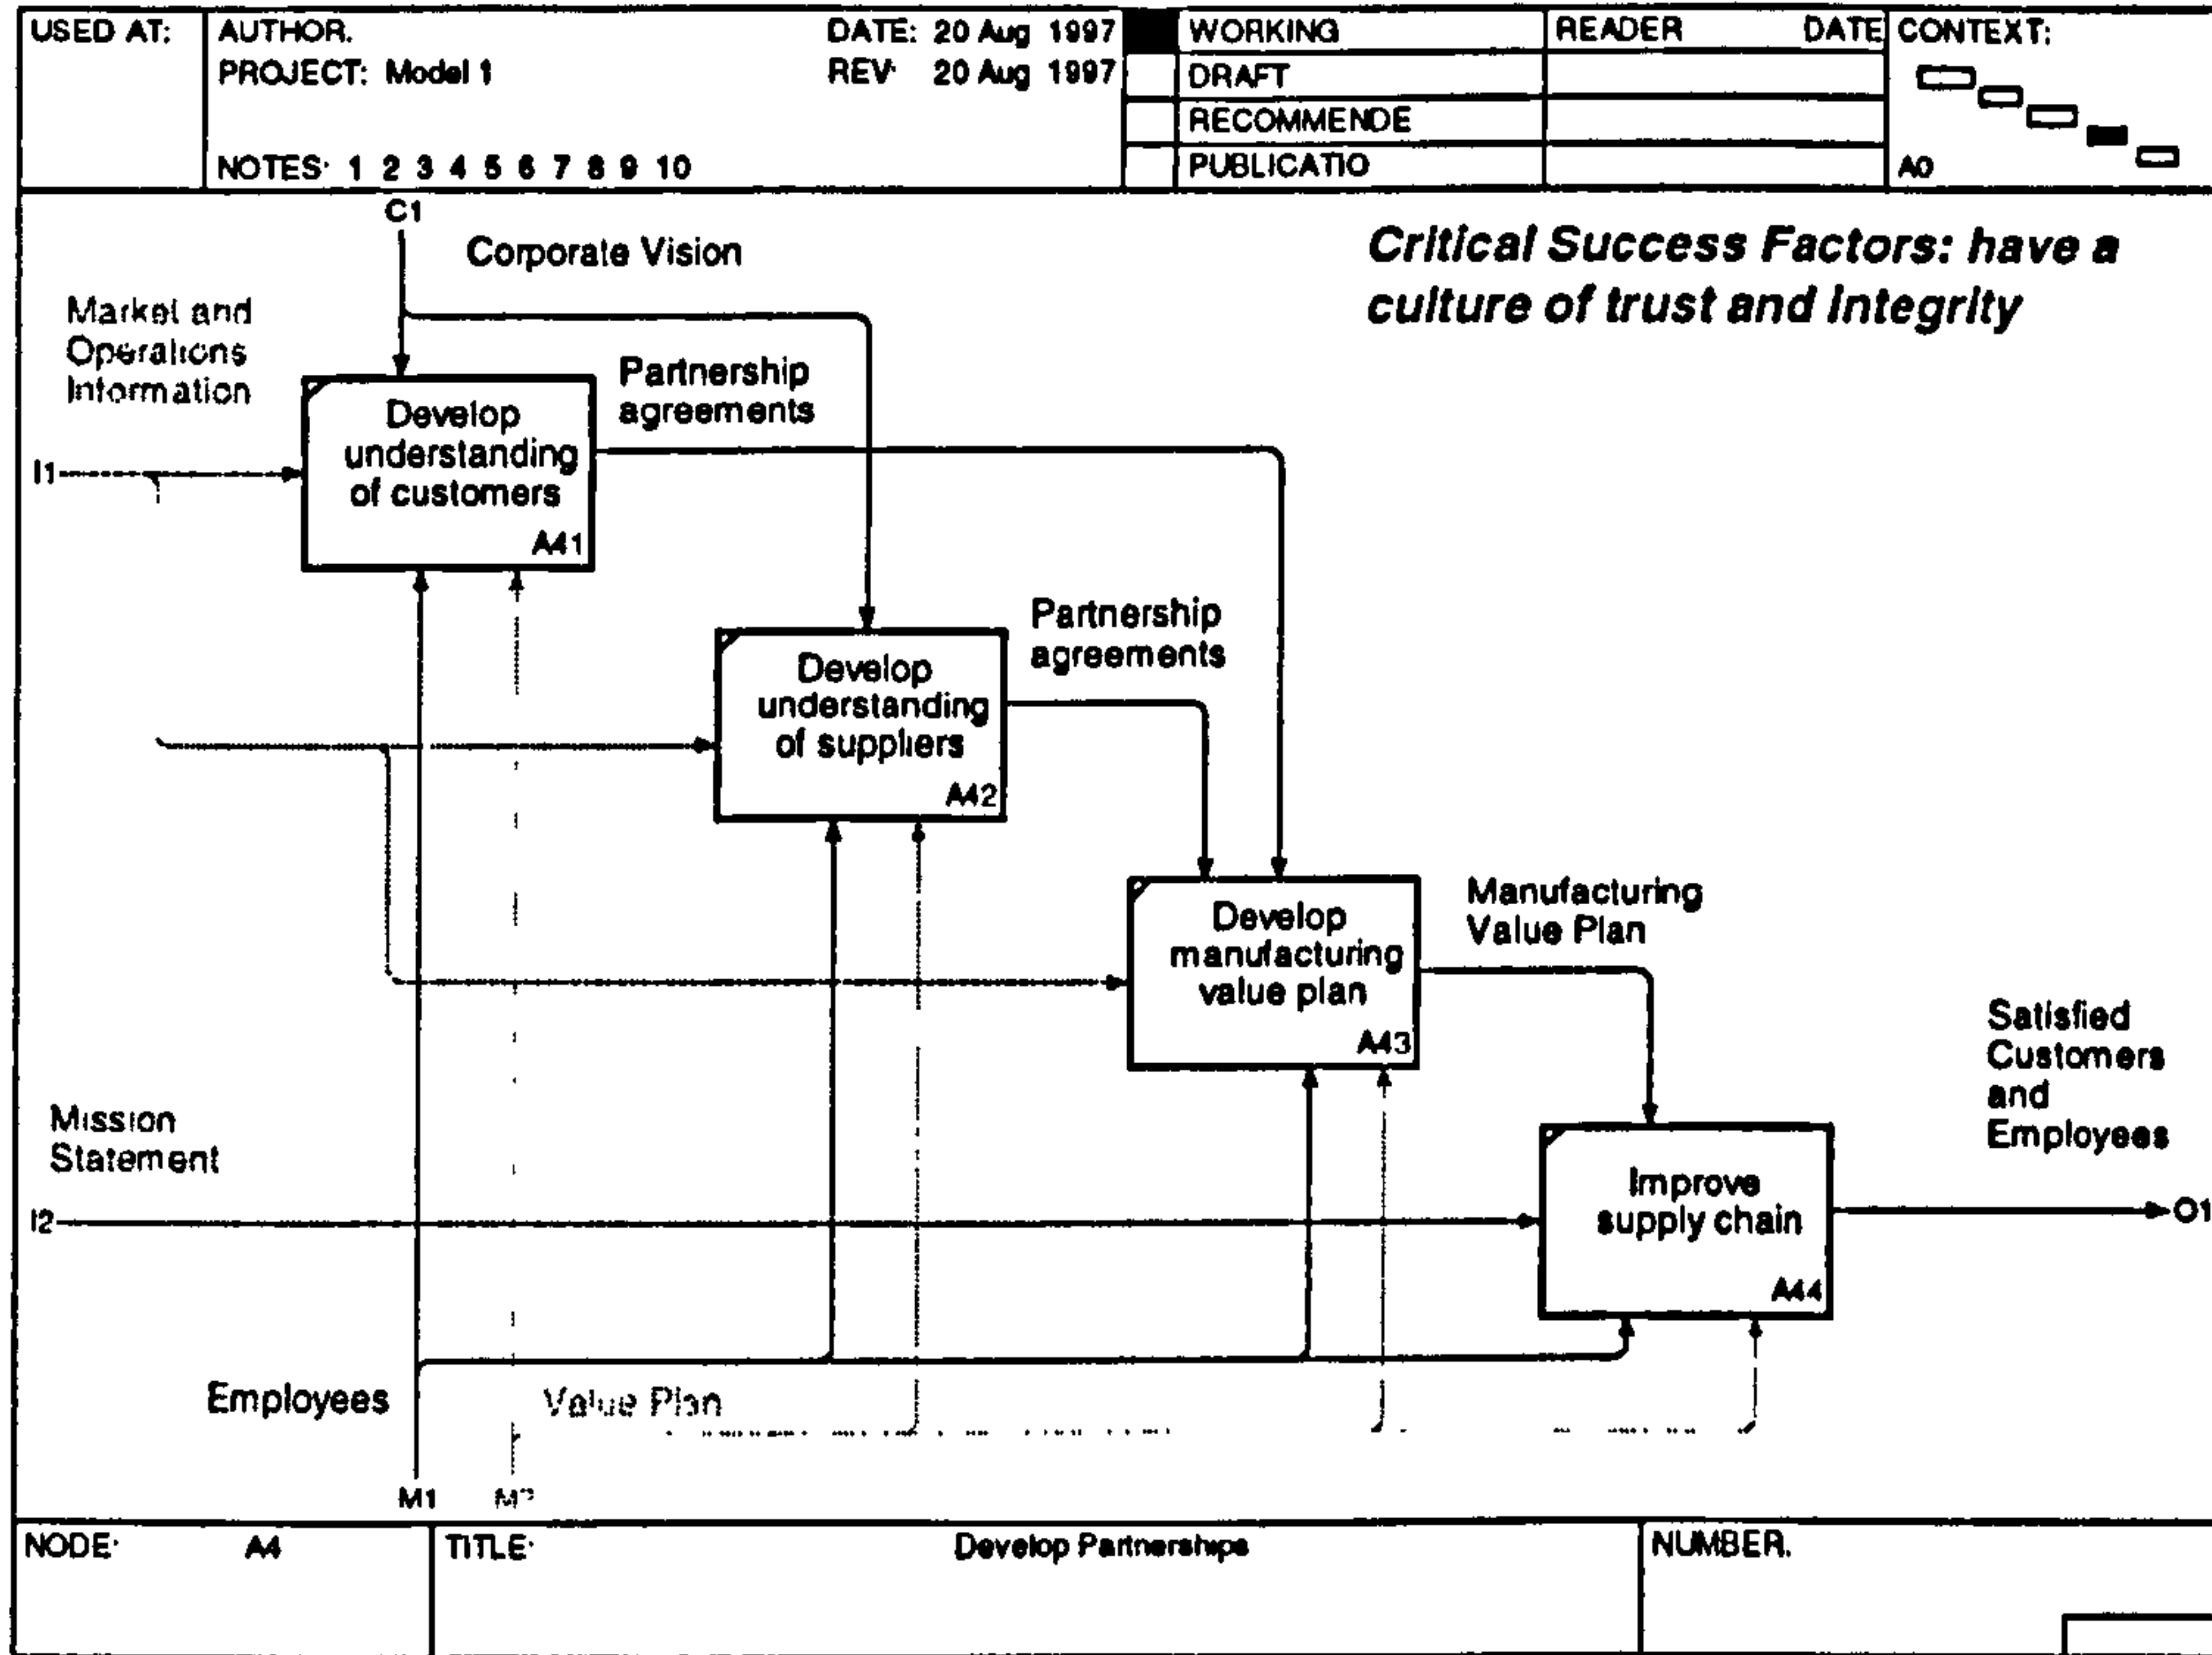 USED AT:
AUTHOR.
DATE: 20 Aug 1997
PROJECT: Model 1
REV: 20 Aug 1997
NOTES: 1 2 3 4 5 6 7 8 9 10
WORKING
DRAFT
RECOMMENDE
PUBLICATIO
READER DATE
CONTEXT:
A0
C1
Corporate Vision
Critical Success Factors: have a
culture of trust and integrity
Market and
Operations
Information
I1
Develop
understanding
of customers
A41
Partnership
agreements
Develop
understanding
of suppliers
A42
Partnership
agreements
Develop
manufacturing
value plan
A43
Manufacturing
Value Plan
Mission
Statement
I2
Improve
supply chain
A44
Satisfied
Customers
and
Employees
O1
Employees
Value Plan
M1
NODE: A4
TITLE: Develop Partnerships
NUMBER.